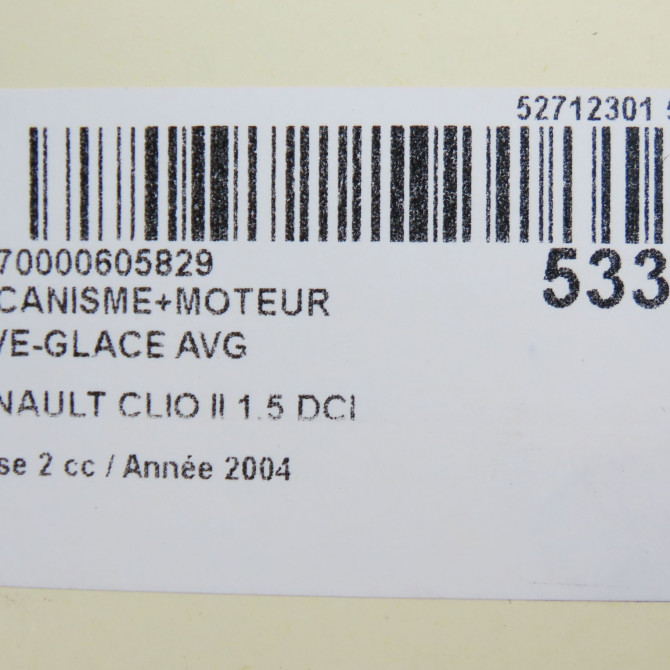 52712301 5
70000605829
533
CANISME+MOTEUR
VE-GLACE AVG
NAULT CLIO II 1.5 DCI
se 2 cc / Année 2004